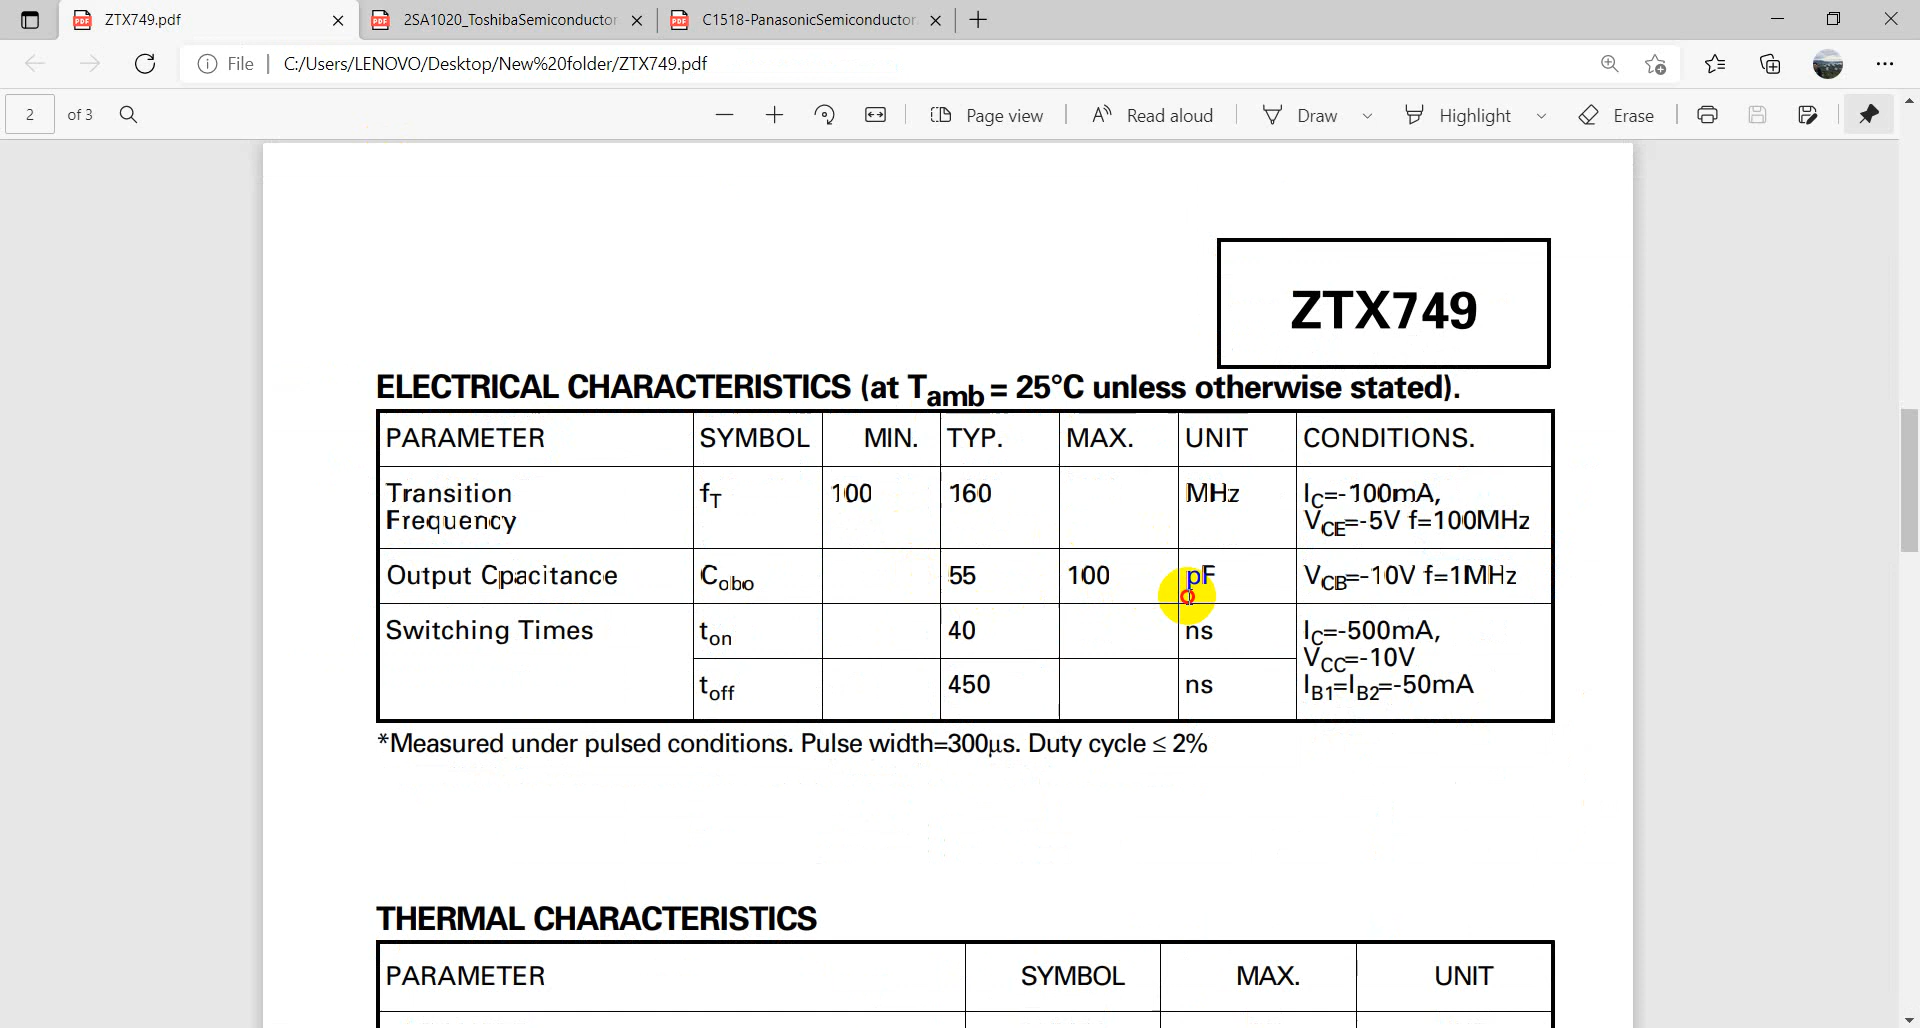 ZTX749.pdf
2SA1020_ToshibaSemiconductor
C1518-PanasonicSemiconductor
File
C:/Users/LENOVO/Desktop/New%20folder/ZTX749.pdf
2 of 3
Page view
Read aloud
Draw
Highlight
Erase
ZTX749
ELECTRICAL CHARACTERISTICS (at Tamb = 25°C unless otherwise stated).
PARAMETER SYMBOL MIN. TYP. MAX. UNIT CONDITIONS.
Transition Frequency fT 100 160 MHz IC=-100mA,
VCE=-5V f=100MHz
Output Cpacitance Cobo 55 100 pF VCB=-10V f=1MHz
Switching Times ton 40 ns IC=-500mA,
VCC=-10V
toff 450 ns IB1=IB2=-50mA
*Measured under pulsed conditions. Pulse width=300µs. Duty cycle ≤ 2%
THERMAL CHARACTERISTICS
PARAMETER SYMBOL MAX. UNIT